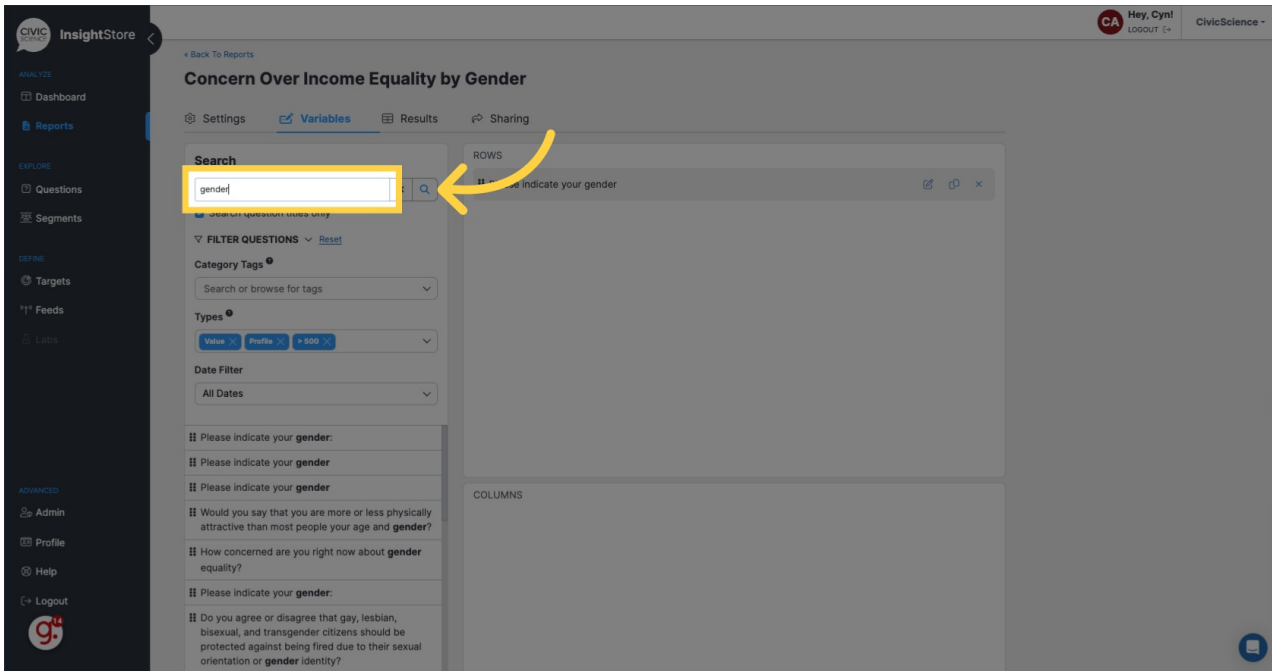 CIVIC
SCIENCE
InsightStore
Hey, Cyn!
CA
LOGOUT
CivicScience
ANALYZE
Dashboard
Reports
EXPLORE
Questions
Segments
DEFINE
Targets
Feeds
Labs
ADVANCED
Admin
Profile
Help
Logout
g.
14
< Back To Reports
Concern Over Income Equality by Gender
Settings
Variables
Results
Sharing
Search
gender
Search question titles only
FILTER QUESTIONS
Reset
Category Tags
Search or browse for tags
Types
Value
Profile
> 500
Date Filter
All Dates
Please indicate your gender:
Please indicate your gender
Please indicate your gender
Would you say that you are more or less physically
attractive than most people your age and gender?
How concerned are you right now about gender
equality?
Please indicate your gender:
Do you agree or disagree that gay, lesbian,
bisexual, and transgender citizens should be
protected against being fired due to their sexual
orientation or gender identity?
ROWS
indicate your gender
COLUMNS